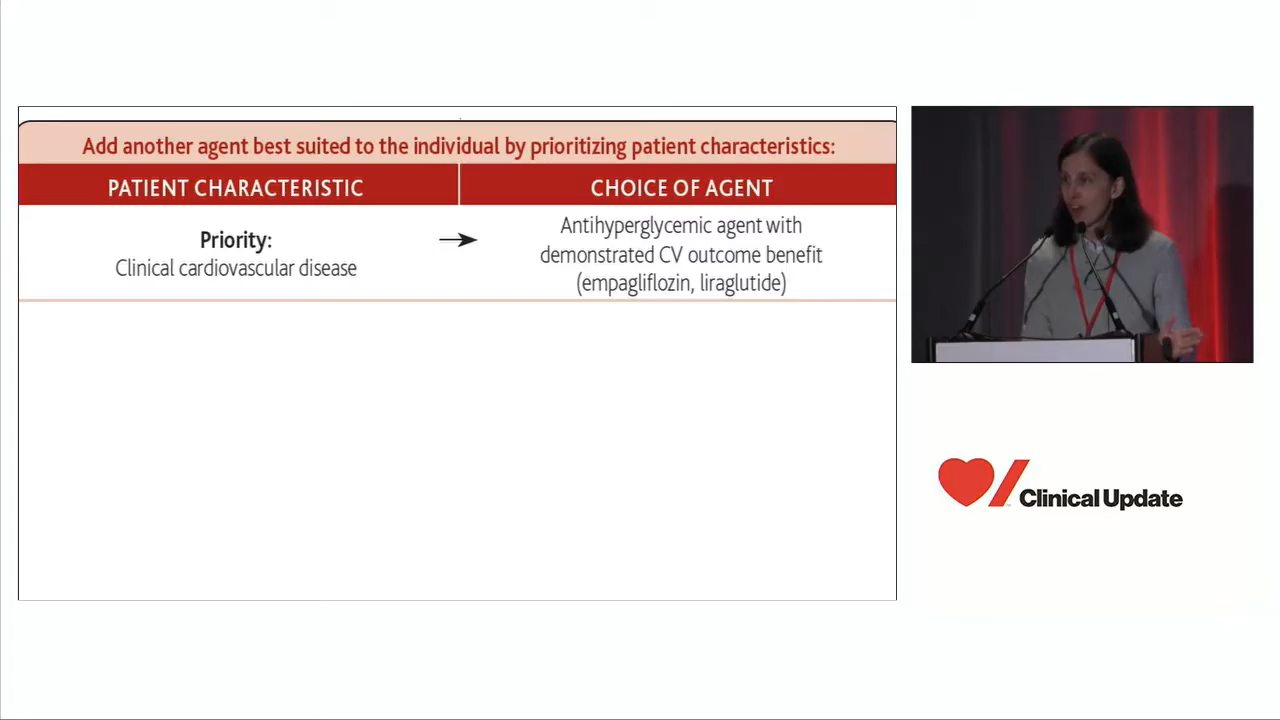 Add another agent best suited to the individual by prioritizing patient characteristics:
PATIENT CHARACTERISTIC
CHOICE OF AGENT
Priority:
Clinical cardiovascular disease
Antihyperglycemic agent with
demonstrated CV outcome benefit
(empagliflozin, liraglutide)
Clinical Update